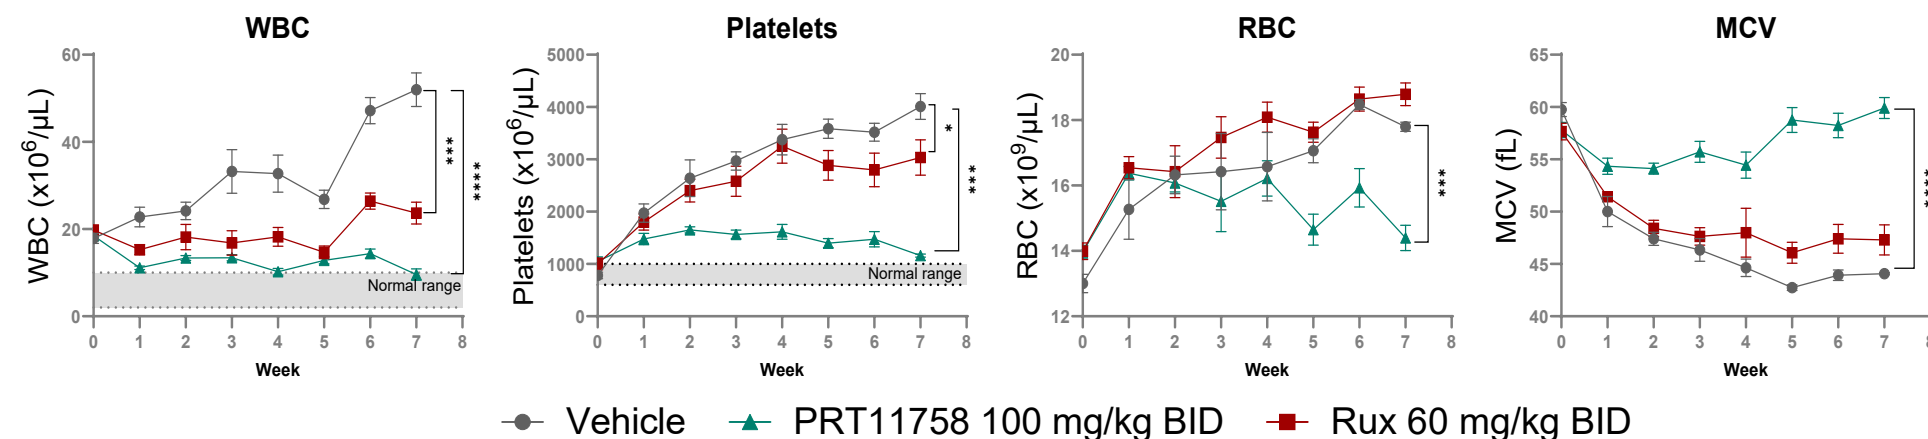 WBC
WBC (x10⁶/µL)
60
40
20
0
Normal range
***
****
0 1 2 3 4 5 6 7 8
Week
Platelets
Platelets (x10⁶/µL)
5000
4000
3000
2000
1000
0
Normal range
*
***
0 1 2 3 4 5 6 7 8
Week
RBC
RBC (x10⁹/µL)
20
18
16
14
12
***
0 1 2 3 4 5 6 7 8
Week
MCV
MCV (fL)
65
60
55
50
45
40
****
0 1 2 3 4 5 6 7 8
Week
Vehicle PRT11758 100 mg/kg BID Rux 60 mg/kg BID